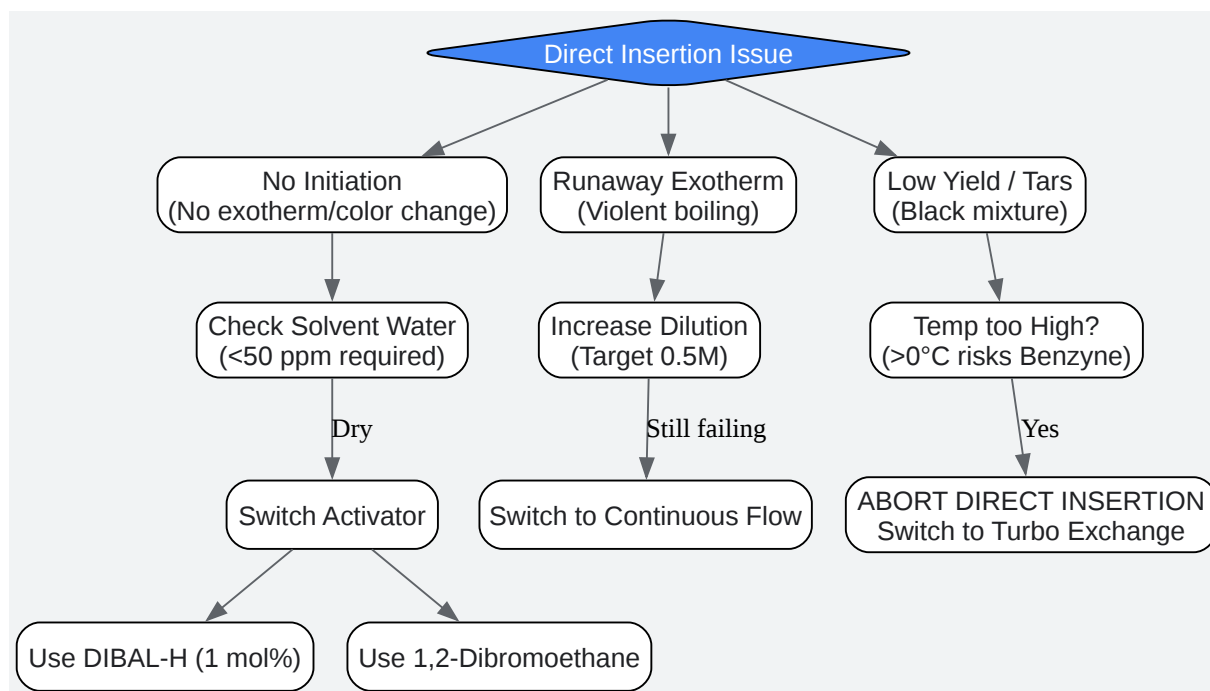 Direct Insertion Issue
No Initiation
(No exotherm/color change)
Runaway Exotherm
(Violent boiling)
Low Yield / Tars
(Black mixture)
Check Solvent Water
(<50 ppm required)
Increase Dilution
(Target 0.5M)
Temp too High?
(>0°C risks Benzyne)
Dry
Still failing
Yes
Switch Activator
Switch to Continuous Flow
ABORT DIRECT INSERTION
Switch to Turbo Exchange
Use DIBAL-H (1 mol%)
Use 1,2-Dibromoethane